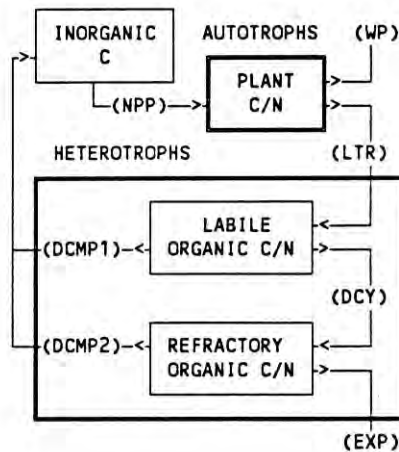 INORGANIC
C
AUTOTROPHS
(WP)
PLANT
C/N
(NPP)
HETEROTROPHS
(LTR)
LABILE
ORGANIC C/N
(DCMP1)
(DCY)
(DCMP2)
REFRACTORY
ORGANIC C/N
(EXP)